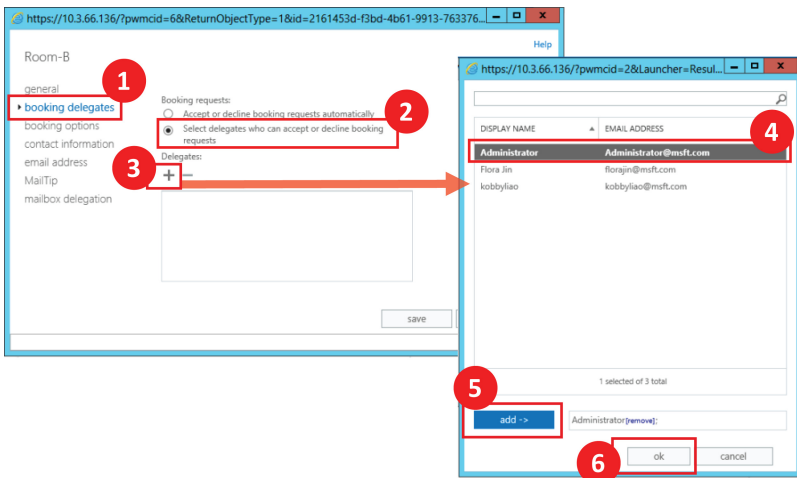 https://10.3.66.136/?pwmcid=6&ReturnObjectType=1&id=2161453d-f3bd-4b61-9913-763376...
Help
Room-B
1
general
booking delegates
booking options
contact information
email address
MailTip
mailbox delegation
Booking requests:
Accept or decline booking requests automatically
2
Select delegates who can accept or decline booking
requests
Delegates:
3
save
https://10.3.66.136/?pwmcid=2&Launcher=Resul...
DISPLAY NAME EMAIL ADDRESS
4
Administrator Administrator@msft.com
Flora Jin florajin@msft.com
kobbyliao kobbyliao@msft.com
1 selected of 3 total
5
add -> Administrator[remove];
6
ok cancel